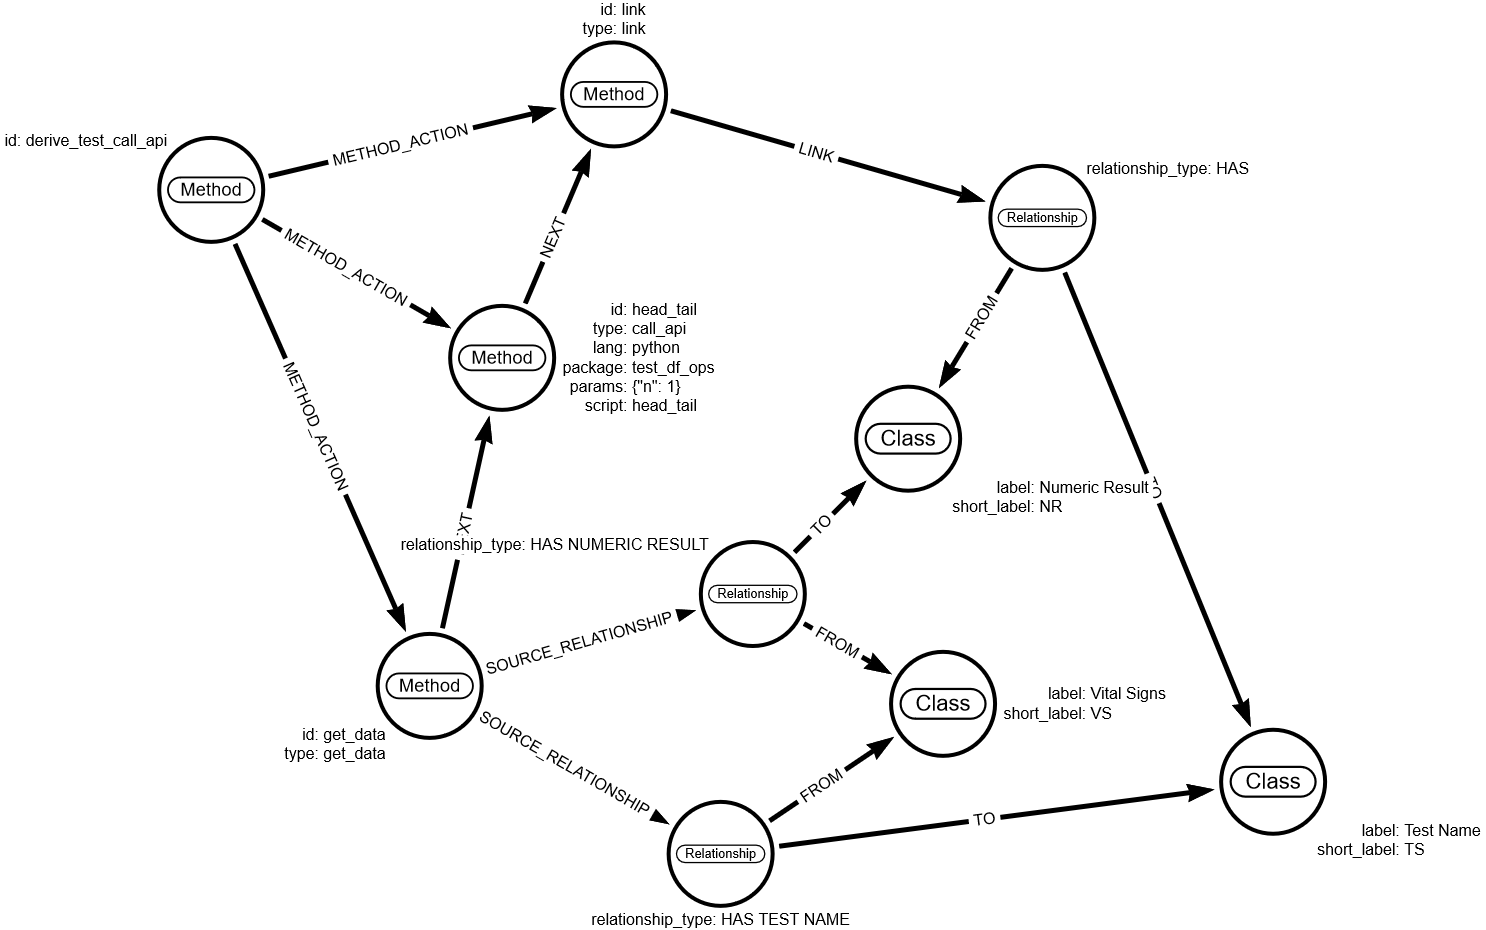 id: link
type: link
Method
id: derive_test_call_api
METHOD_ACTION
Method
LINK
relationship_type: HAS
Relationship
METHOD_ACTION
NEXT
FROM
id: head_tail
type: call_api
lang: python
package: test_df_ops
params: {"n": 1}
script: head_tail
Method
METHOD_ACTION
Class
label: Numeric Result
short_label: NR
TO
relationship_type: HAS NUMERIC RESULT
Relationship
SOURCE_RELATIONSHIP
FROM
Method
id: get_data
type: get_data
Class
label: Vital Signs
short_label: VS
SOURCE_RELATIONSHIP
FROM
Class
TO
label: Test Name
short_label: TS
Relationship
relationship_type: HAS TEST NAME